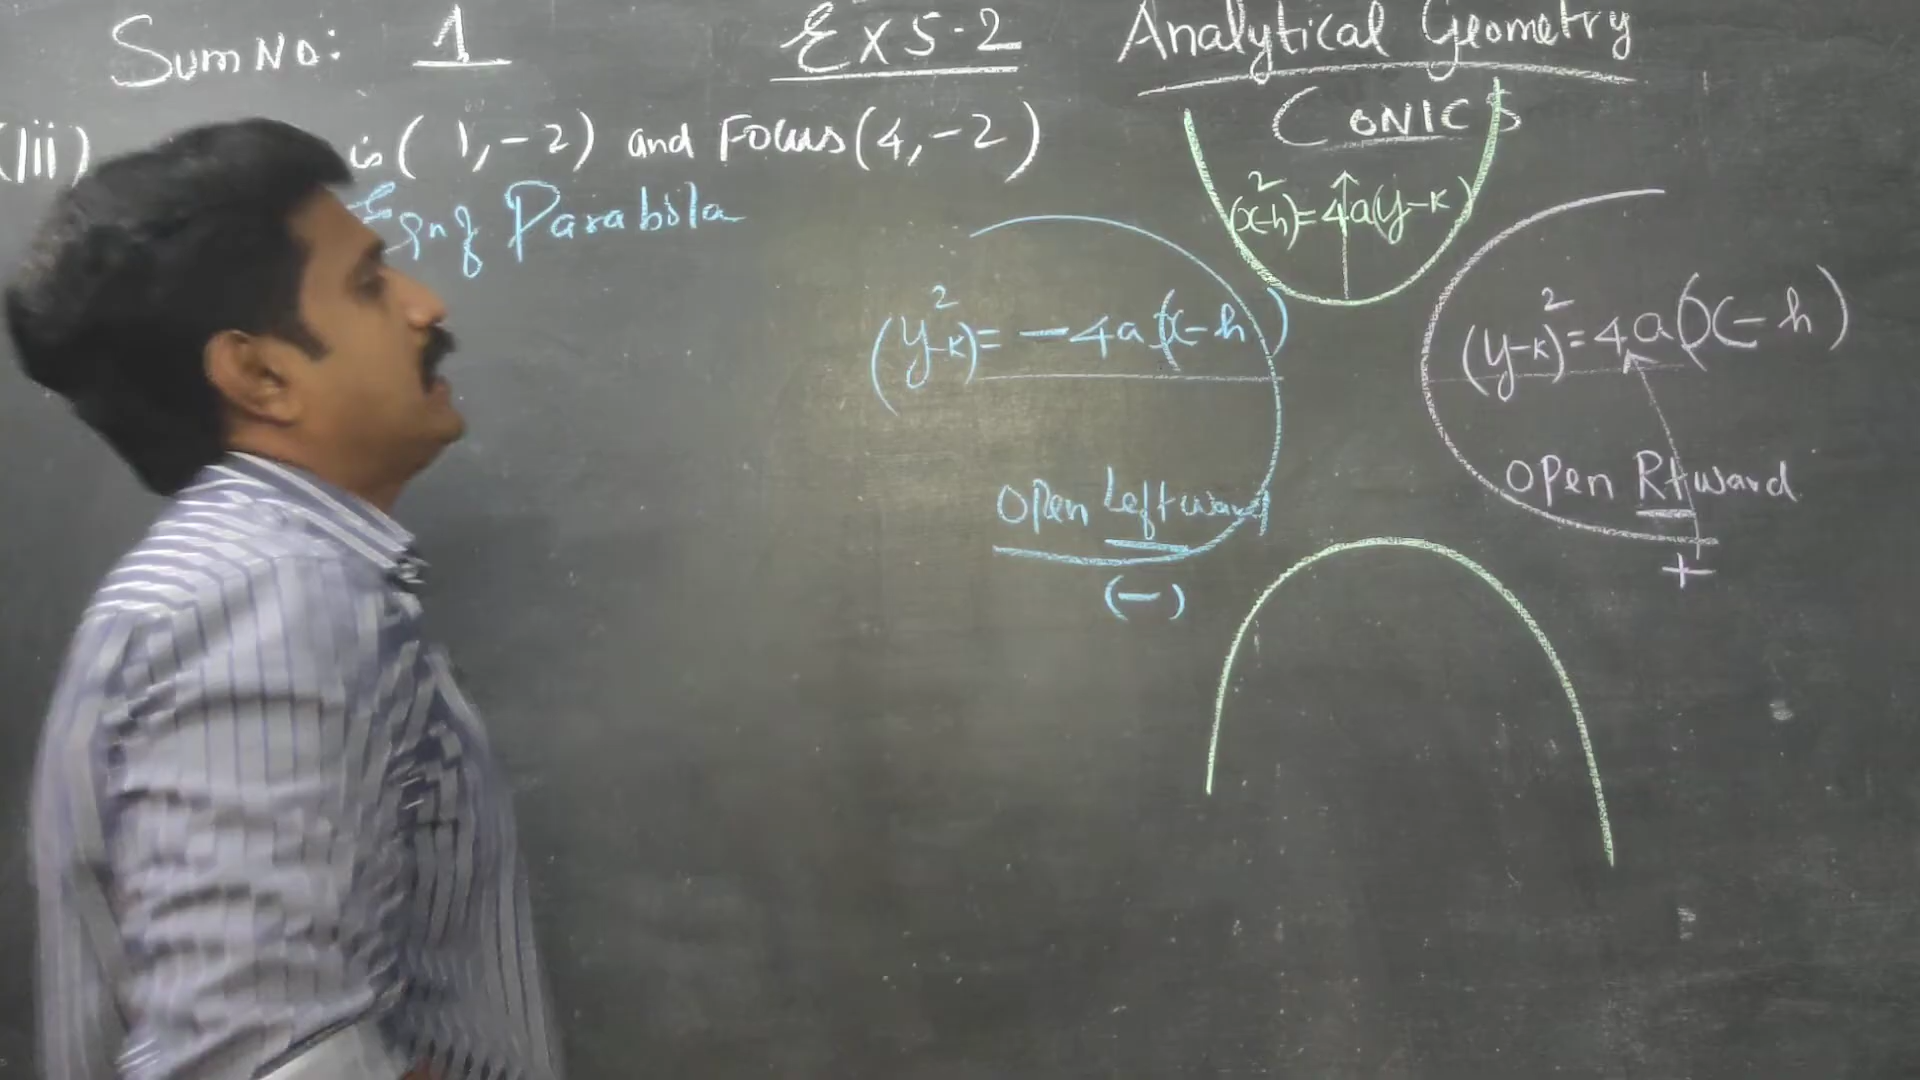 Sum No: 1 Ex 5.2 Analytical Geometry
CONICS
(iii) is (1,-2) and Focus (4,-2)
Eqn of Parabola
(x-h)²=4a(y-k)
(y-k)²=-4a(x-h)
(y-k)²=4a(x-h)
Open Leftward
(-)
Open Rtward
+